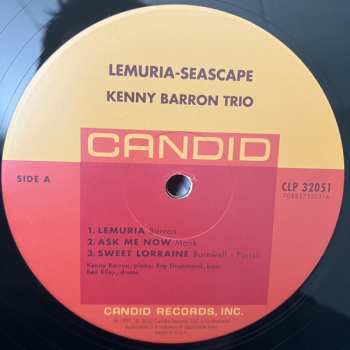 LEMURIA-SEASCAPE
KENNY BARRON TRIO
CANDID
SIDE A
CLP 32051
1. LEMURIA Barron
2. ASK ME NOW Monk
3. SWEET LORRAINE Burnwell - Parish
Kenny Barron, piano; Ray Drummond, bass;
Ben Riley, drums
CANDID RECORDS, INC.